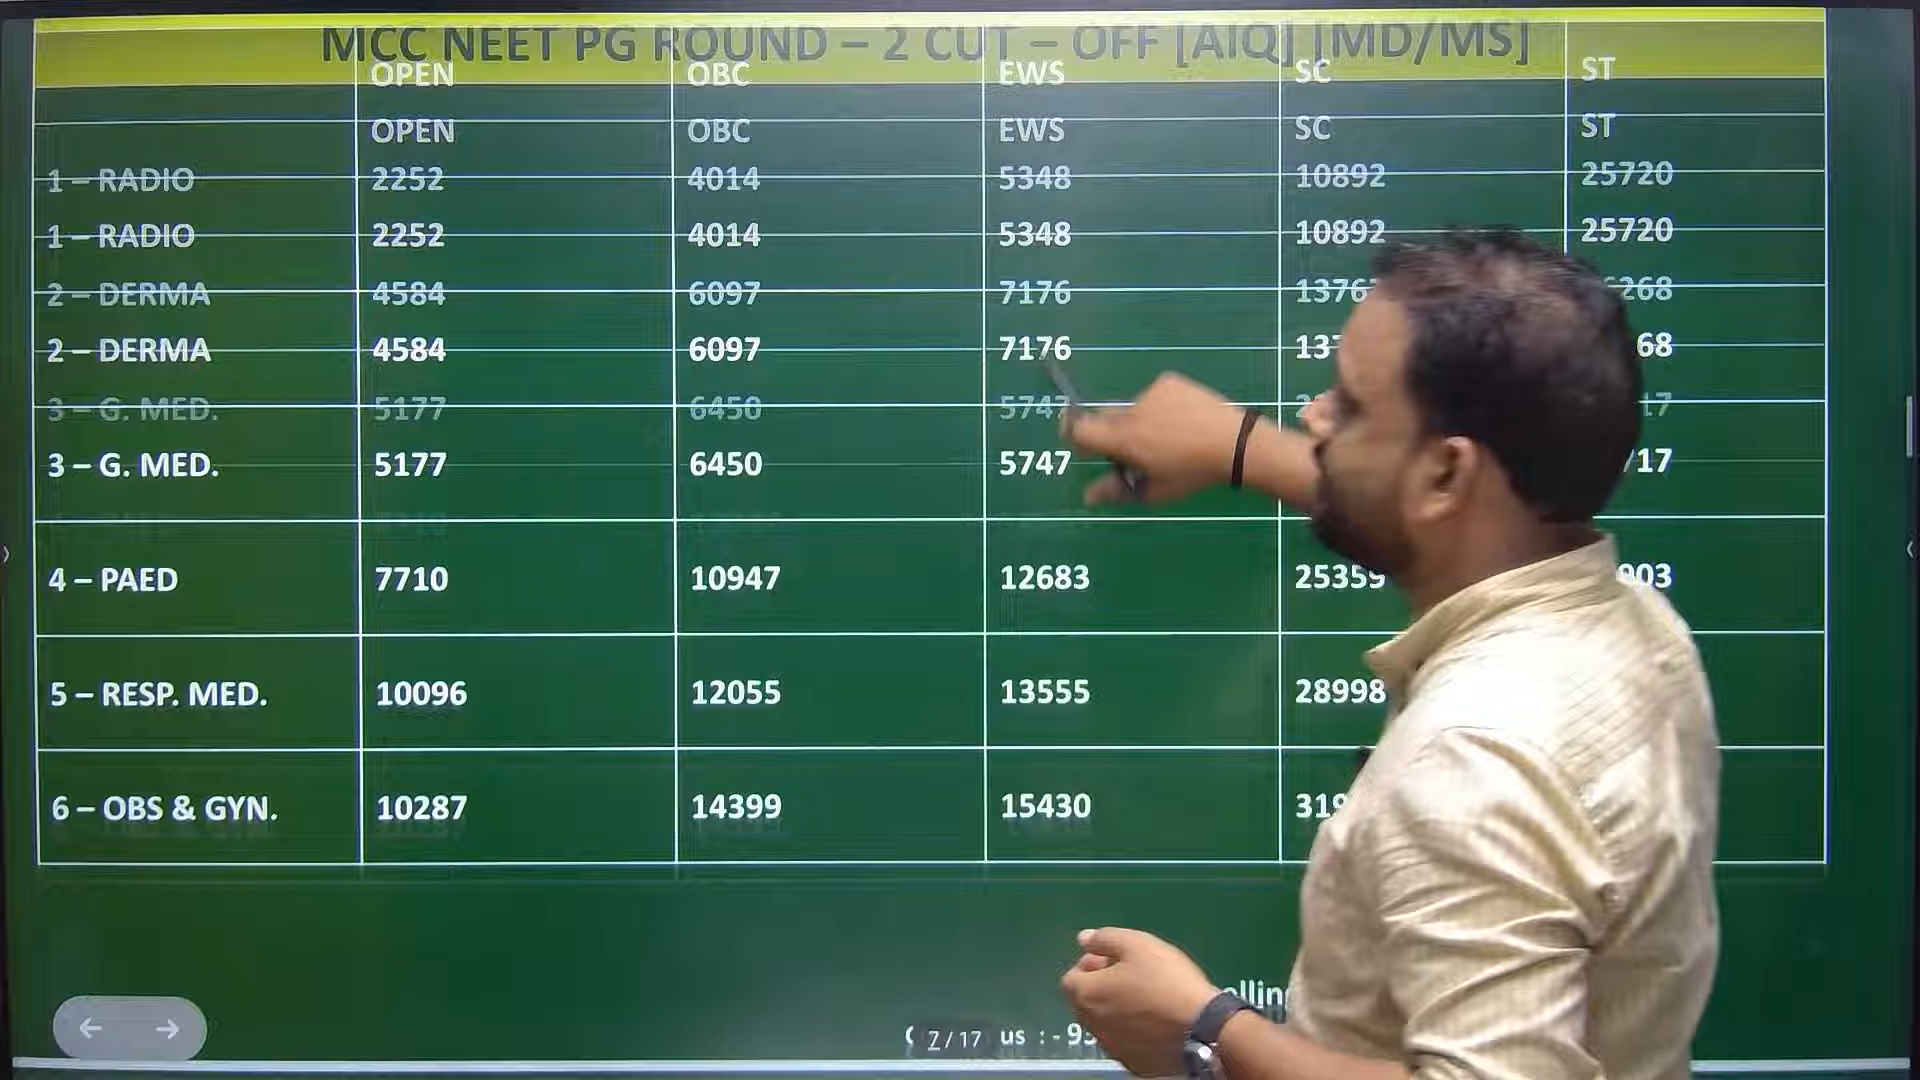 MCC NEET PG ROUND – 2 CUT – OFF [AIQ] [MD/MS]
OPEN OBC EWS SC ST
OPEN OBC EWS SC ST
1 – RADIO 2252 4014 5348 10892 25720
1 – RADIO 2252 4014 5348 10892 25720
2 – DERMA 4584 6097 7176
2 – DERMA 4584 6097 7176
3 – G. MED. 5177 6450 5747
3 – G. MED. 5177 6450 5747
4 – PAED 7710 10947 12683 25359
5 – RESP. MED. 10096 12055 13555 28998
6 – OBS & GYN. 10287 14399 15430
7 / 17 us : -